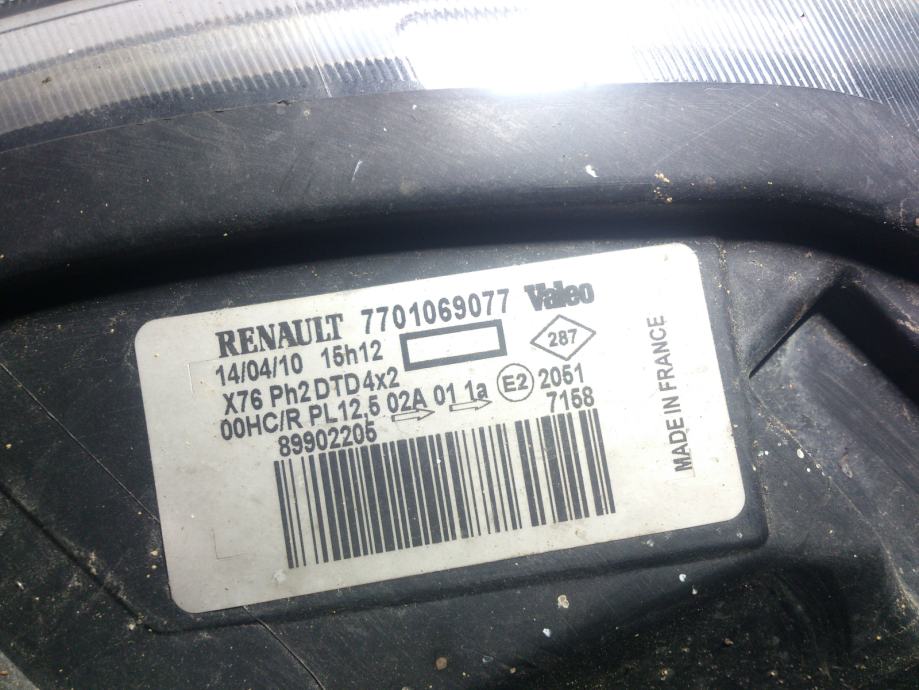 RENAULT 7701069077 Valeo
14/04/10 15h12 287
X76 Ph2 DTD 4x2 E2 2051
00HC/R PL12,5 02A 01 1a 7158
89902205
MADE IN FRANCE